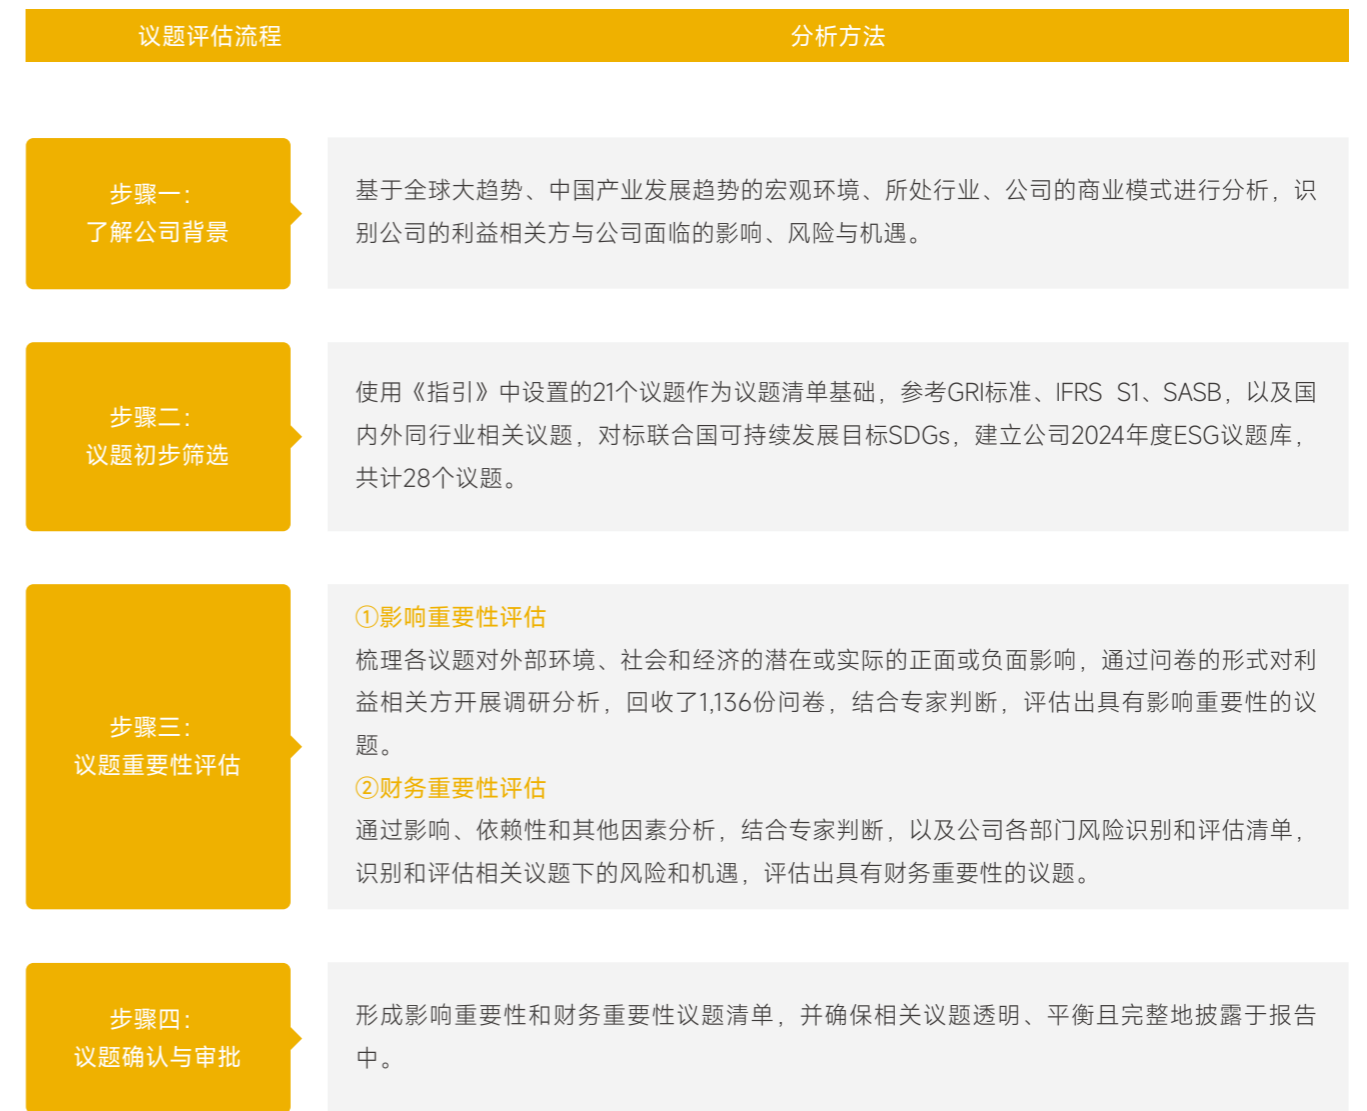 议题评估流程
分析方法
步骤一：
了解公司背景
基于全球大趋势、中国产业发展趋势的宏观环境、所处行业、公司的商业模式进行分析，识
别公司的利益相关方与公司面临的影响、风险与机遇。
步骤二：
议题初步筛选
使用《指引》中设置的21个议题作为议题清单基础，参考GRI标准、IFRS S1、SASB，以及国
内外同行业相关议题，对标联合国可持续发展目标SDGs，建立公司2024年度ESG议题库，
共计28个议题。
步骤三：
议题重要性评估
①影响重要性评估
梳理各议题对外部环境、社会和经济的潜在或实际的正面或负面影响，通过问卷的形式对利
益相关方开展调研分析，回收了1,136份问卷，结合专家判断，评估出具有影响重要性的议
题。
②财务重要性评估
通过影响、依赖性和其他因素分析，结合专家判断，以及公司各部门风险识别和评估清单，
识别和评估相关议题下的风险和机遇，评估出具有财务重要性的议题。
步骤四：
议题确认与审批
形成影响重要性和财务重要性议题清单，并确保相关议题透明、平衡且完整地披露于报告
中。